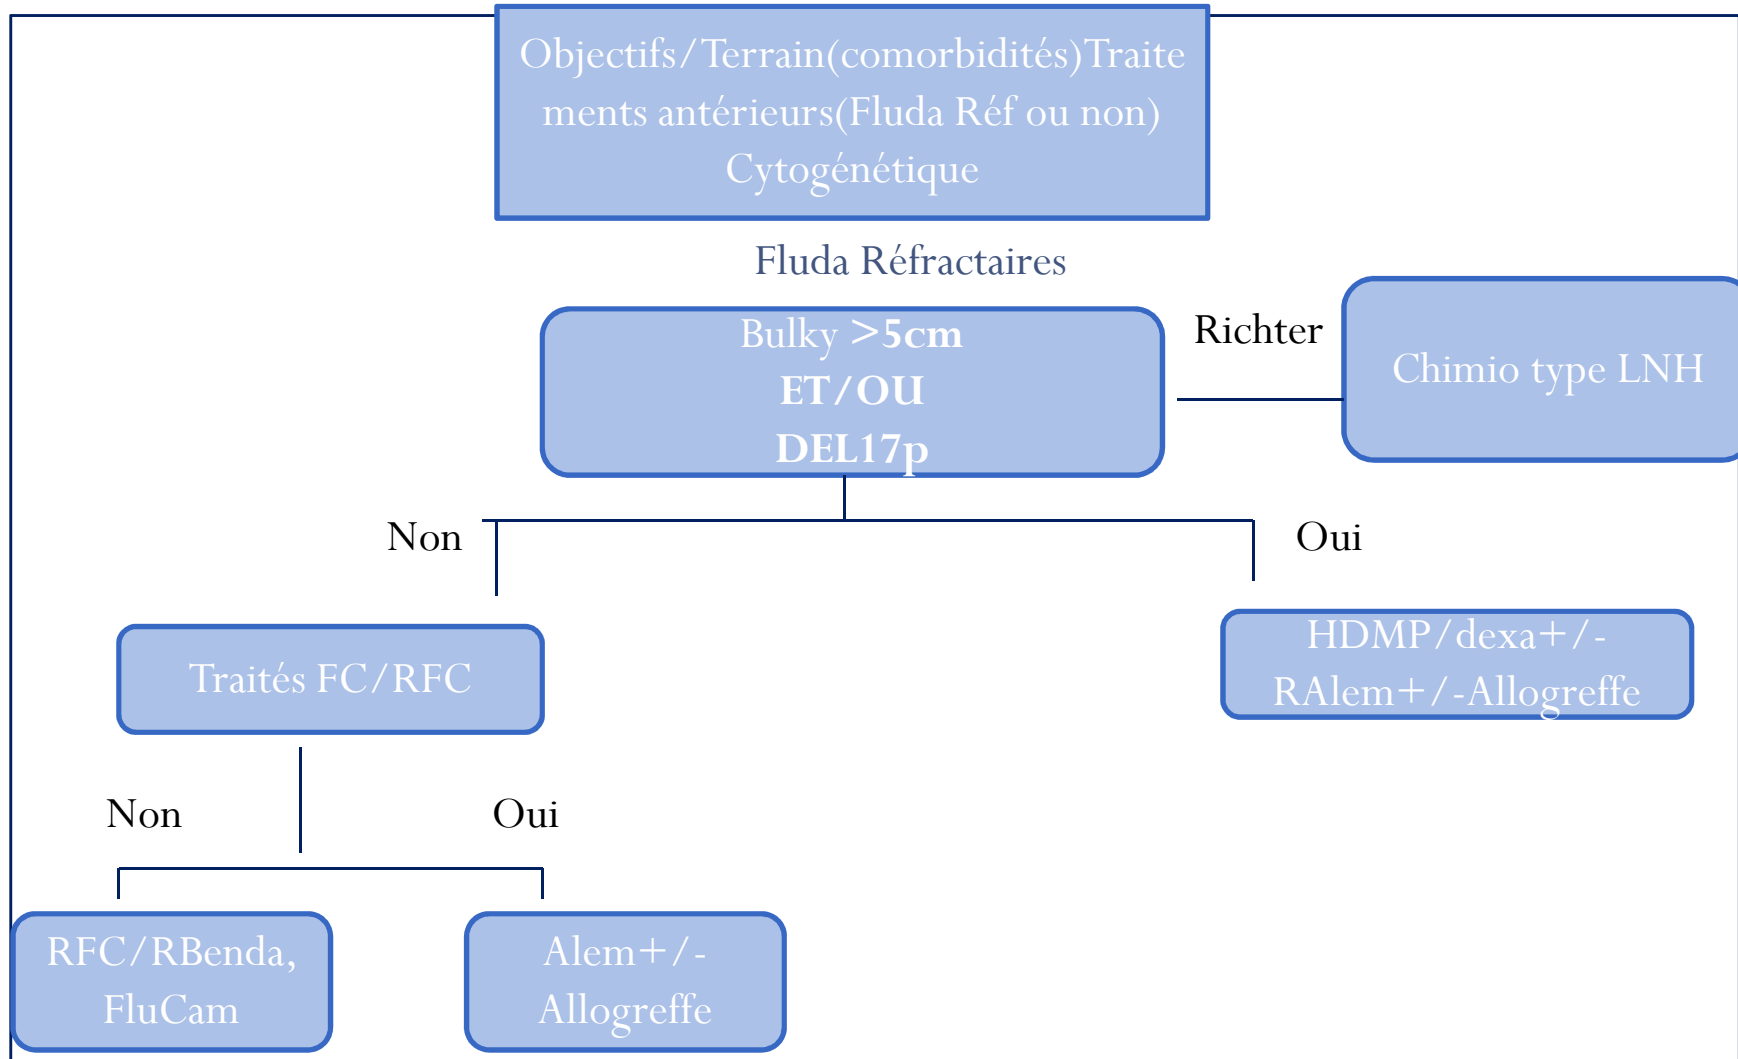 Objectifs/Terrain(comorbidités)Traite
ments antérieurs(Fluda Réf ou non)
Cytogénétique
Fluda Réfractaires
Bulky >5cm
ET/OU
DEL17p
Richter
Chimio type LNH
Non
Oui
Traités FC/RFC
HDMP/dexa+/-
RAlem+/-Allogreffe
Non
Oui
RFC/RBenda,
FluCam
Alem+/-
Allogreffe